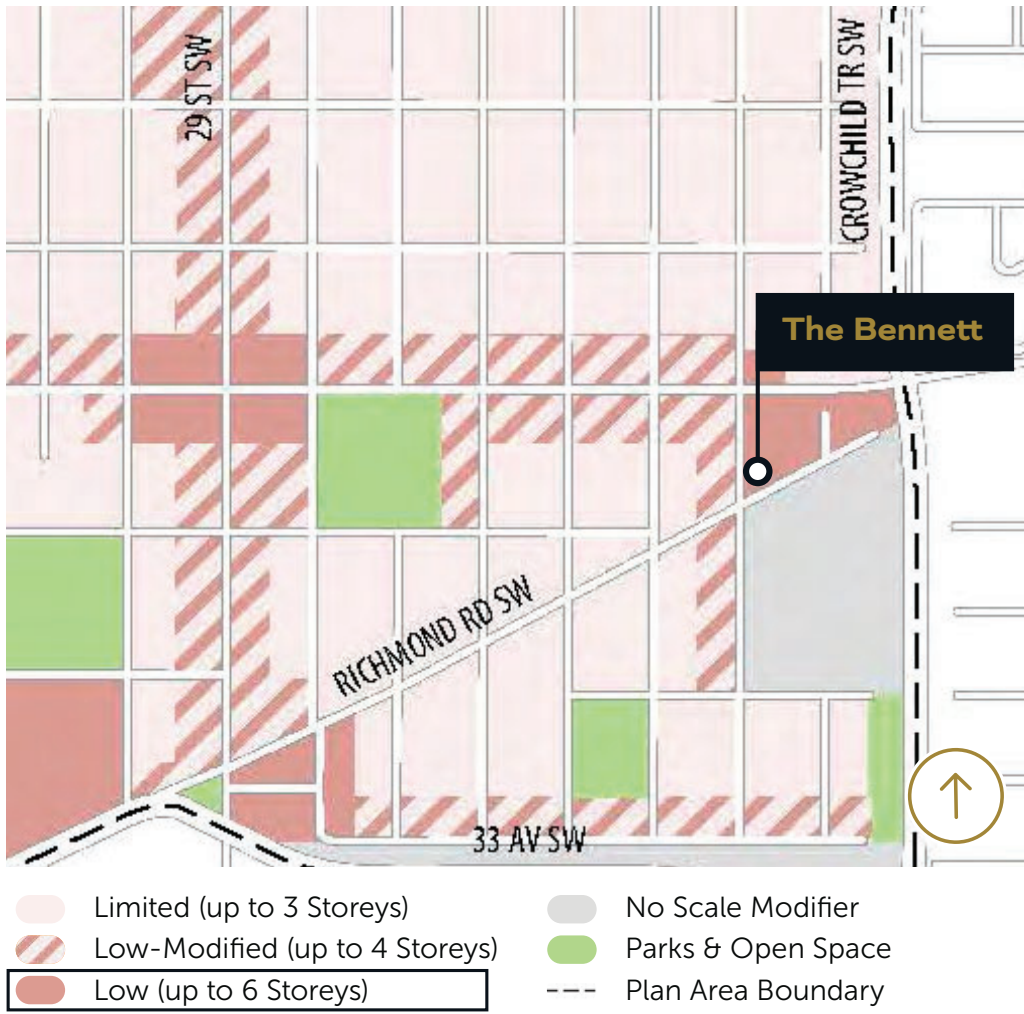 29 ST SW
CROWCHILD TR SW
The Bennett
RICHMOND RD SW
33 AV SW
Limited (up to 3 Storeys)
Low-Modified (up to 4 Storeys)
Low (up to 6 Storeys)
No Scale Modifier
Parks & Open Space
Plan Area Boundary